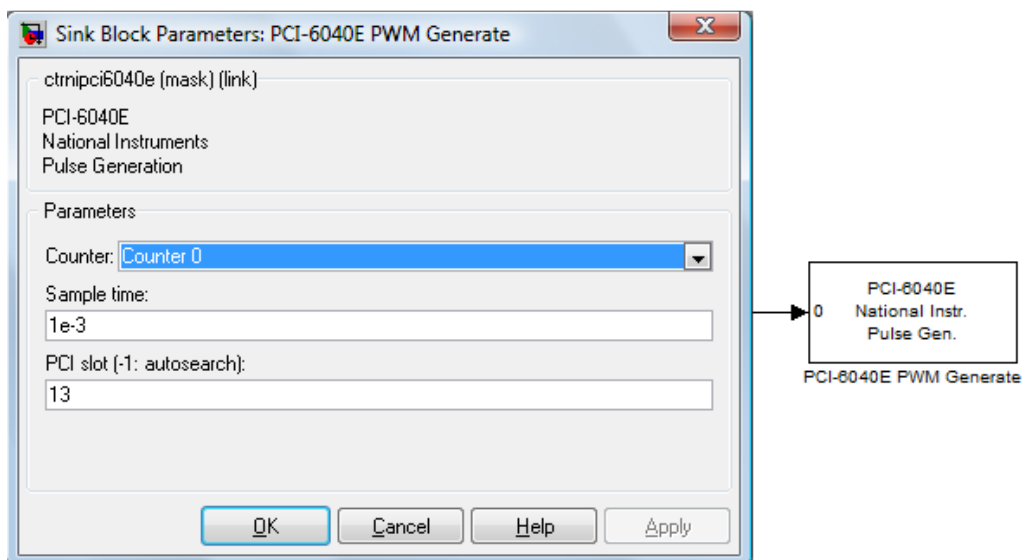 Sink Block Parameters: PCI-6040E PWM Generate
ctrnipci6040e (mask) (link)
PCI-6040E
National Instruments
Pulse Generation
Parameters
Counter: Counter 0
Sample time:
1e-3
PCI slot (-1: autosearch):
13
OK Cancel Help Apply
0
PCI-6040E
National Instr.
Pulse Gen.
PCI-6040E PWM Generate